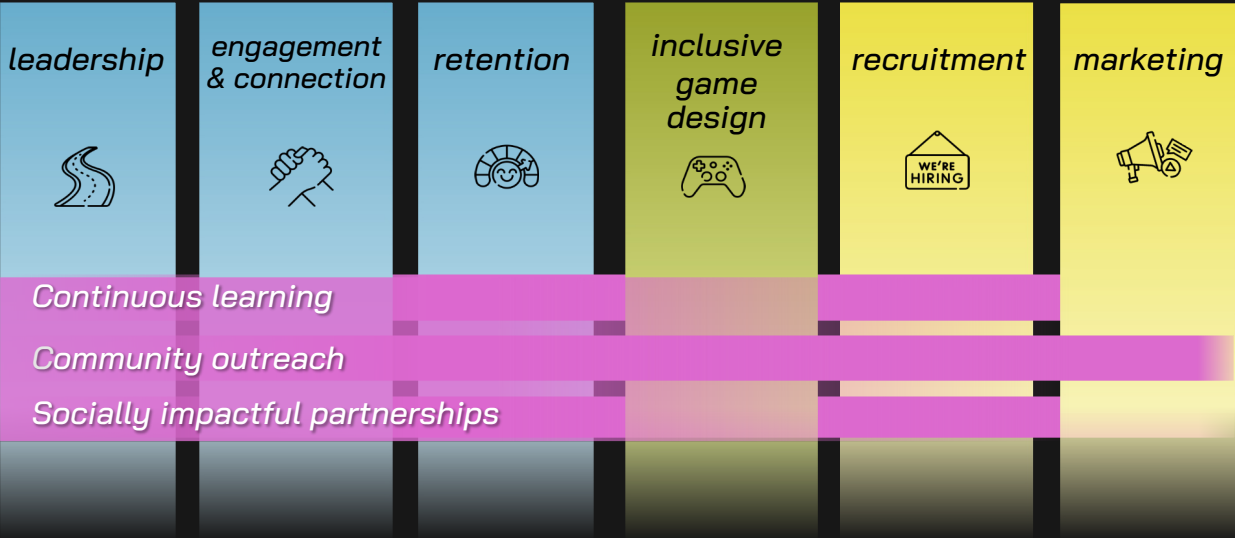 leadership
engagement
& connection
retention
inclusive
game
design
recruitment
marketing
WE'RE
HIRING
Continuous learning
Community outreach
Socially impactful partnerships